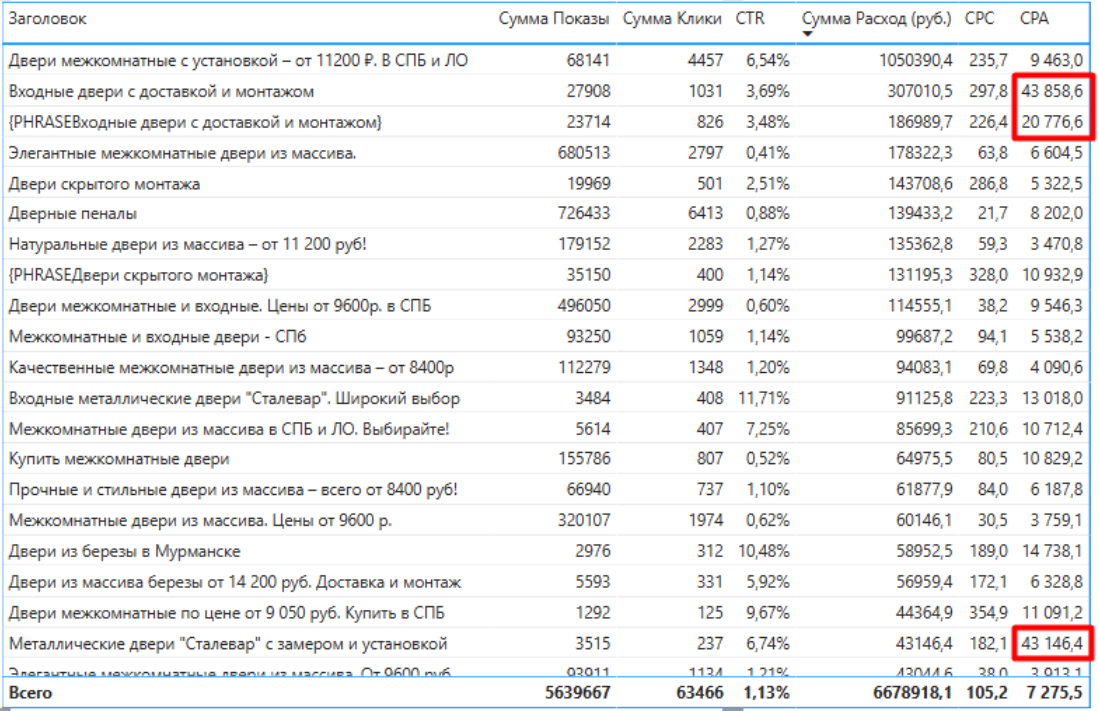 Заголовок Сумма Показы Сумма Клики CTR Сумма Расход (руб.) CPC CPA
Двери межкомнатные с установкой – от 11200 ₽. В СПБ и ЛО 68141 4457 6,54% 1050390,4 235,7 9 463,0
Входные двери с доставкой и монтажом 27908 1031 3,69% 307010,5 297,8 43 858,6
{PHRASEВходные двери с доставкой и монтажом} 23714 826 3,48% 186989,7 226,4 20 776,6
Элегантные межкомнатные двери из массива. 680513 2797 0,41% 178322,3 63,8 6 604,5
Двери скрытого монтажа 19969 501 2,51% 143708,6 286,8 5 322,5
Дверные пеналы 726433 6413 0,88% 139433,2 21,7 8 202,0
Натуральные двери из массива – от 11 200 руб! 179152 2283 1,27% 135362,8 59,3 3 470,8
{PHRASEДвери скрытого монтажа} 35150 400 1,14% 131195,3 328,0 10 932,9
Двери межкомнатные и входные. Цены от 9600р. в СПБ 496050 2999 0,60% 114555,1 38,2 9 546,3
Межкомнатные и входные двери - СПб 93250 1059 1,14% 99687,2 94,1 5 538,2
Качественные межкомнатные двери из массива – от 8400р 112279 1348 1,20% 94083,1 69,8 4 090,6
Входные металлические двери "Сталевар". Широкий выбор 3484 408 11,71% 91125,8 223,3 13 018,0
Межкомнатные двери из массива в СПБ и ЛО. Выбирайте! 5614 407 7,25% 85699,3 210,6 10 712,4
Купить межкомнатные двери 155786 807 0,52% 64975,5 80,5 10 829,2
Прочные и стильные двери из массива – всего от 8400 руб! 66940 737 1,10% 61877,9 84,0 6 187,8
Межкомнатные двери из массива. Цены от 9600 р. 320107 1974 0,62% 60146,1 30,5 3 759,1
Двери из березы в Мурманске 2976 312 10,48% 58952,5 189,0 14 738,1
Двери из массива березы от 14 200 руб. Доставка и монтаж 5593 331 5,92% 56959,4 172,1 6 328,8
Двери межкомнатные по цене от 9 050 руб. Купить в СПБ 1292 125 9,67% 44364,9 354,9 11 091,2
Металлические двери "Сталевар" с замером и установкой 3515 237 6,74% 43146,4 182,1 43 146,4
Элегантные межкомнатные двери из массива. От 9600 руб 93911 1134 1,21% 43044,6 38,0 3 913,1
Всего 5639667 63466 1,13% 6678918,1 105,2 7 275,5